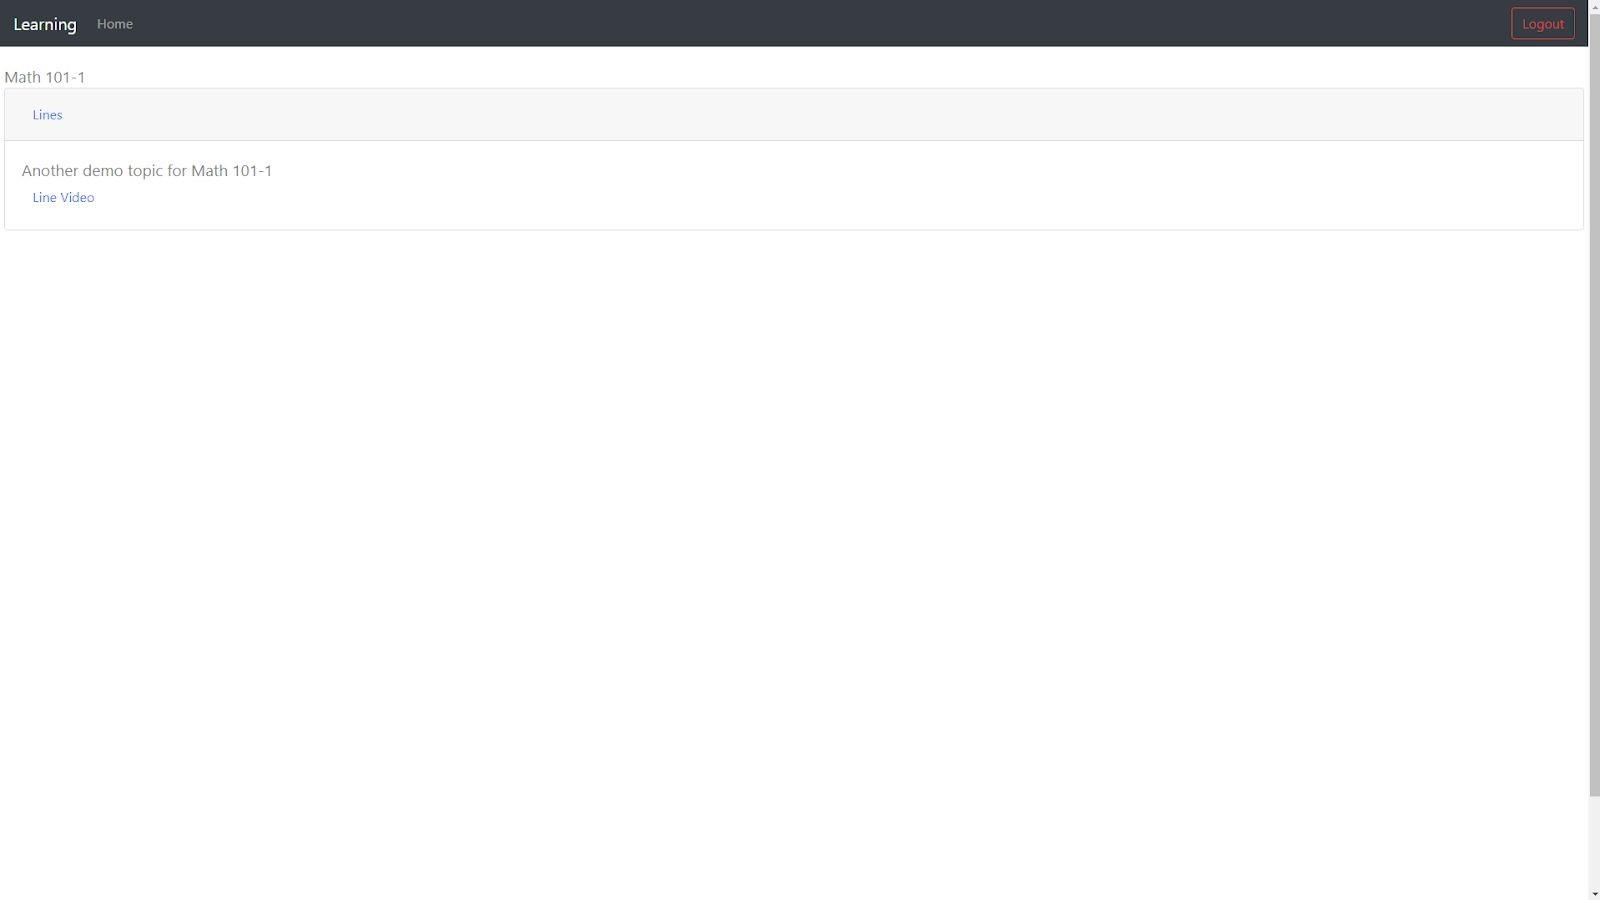 Learning Home Logout
Math 101-1
Lines
Another demo topic for Math 101-1
Line Video